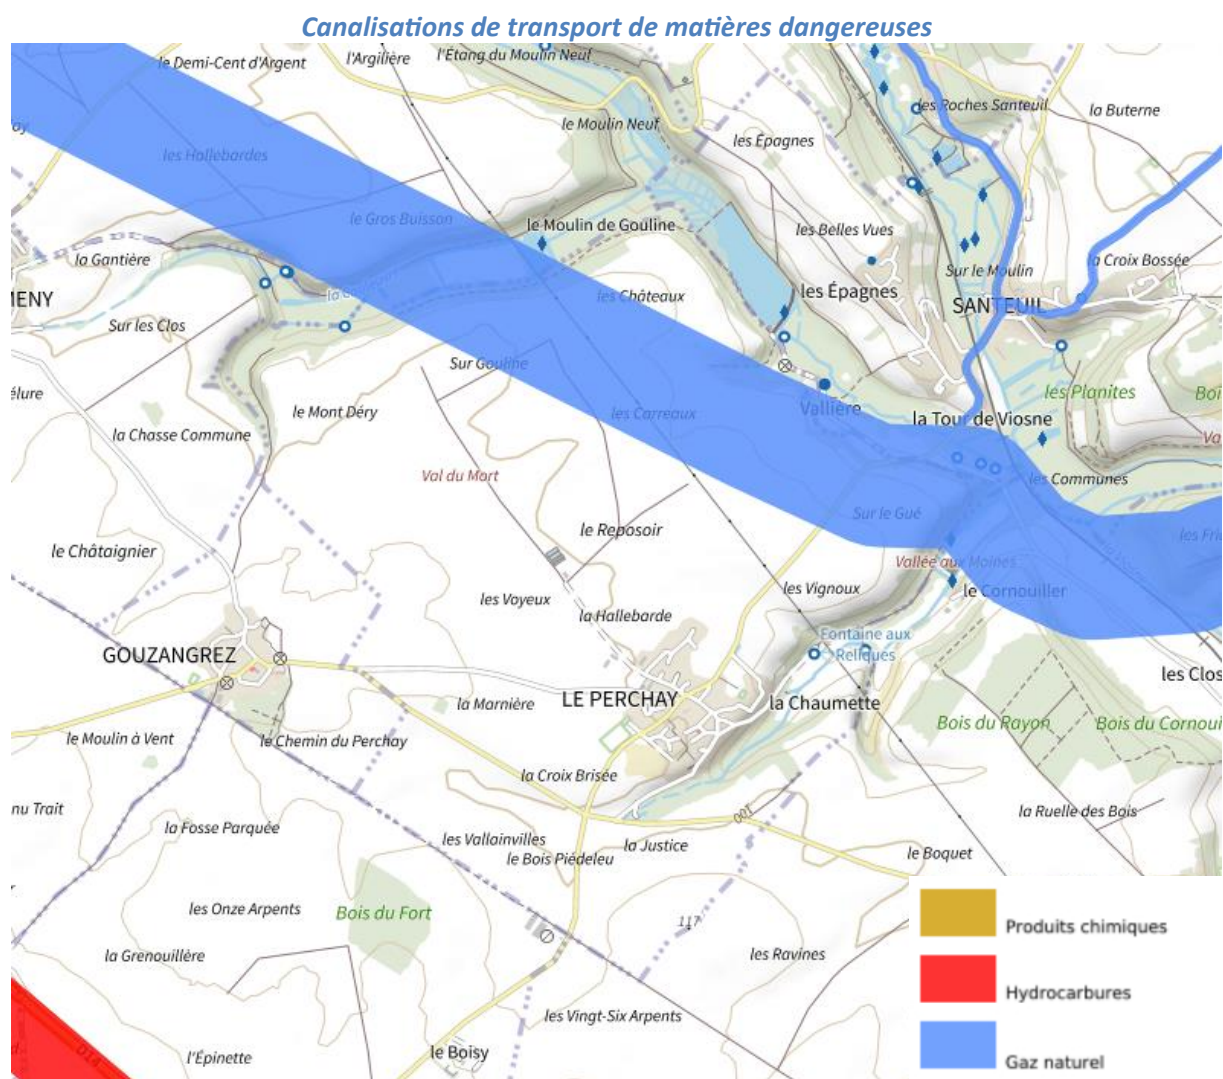 Canalisations de transport de matières dangereuses
le Demi-Cent d'Argent
l'Argilière
l'Étang du Moulin Neuf
les Roches Santeuil
la Buterne
le Moulin Neuf
les Épagnes
les Hallebardes
le Gros Buisson
le Moulin de Gouline
les Belles Vues
la Gantière
la Croix Bossée
Sur le Moulin
MENY
les Châteaux
les Épagnes
SANTEUIL
Sur les Clos
Sur Gouline
les Planites
Boi
élure
le Mont Déry
les Carreaux
Vallière
la Tour de Viosne
la Chasse Commune
Va
Val du Mort
les Communes
Sur le Gué
le Reposoir
les Fri
le Châtaignier
Vallée aux Moines
les Vignoux
le Cornouiller
les Voyeux
la Hallebarde
Fontaine aux
Reliques
GOUZANGREZ
les Clos
LE PERCHAY
la Chaumette
la Marnière
Bois du Rayon
Bois du Cornoui
le Moulin à Vent
le Chemin du Perchay
la Croix Brisée
nu Trait
la Ruelle des Bois
100
la Fosse Parquée
les Vallainvilles
la Justice
le Bois Piédeleu
le Boquet
les Onze Arpents
Bois du Fort
117
Produits chimiques
la Grenouillère
les Ravines
Hydrocarbures
les Vingt-Six Arpents
D14
l'Épinette
le Boisy
Gaz naturel